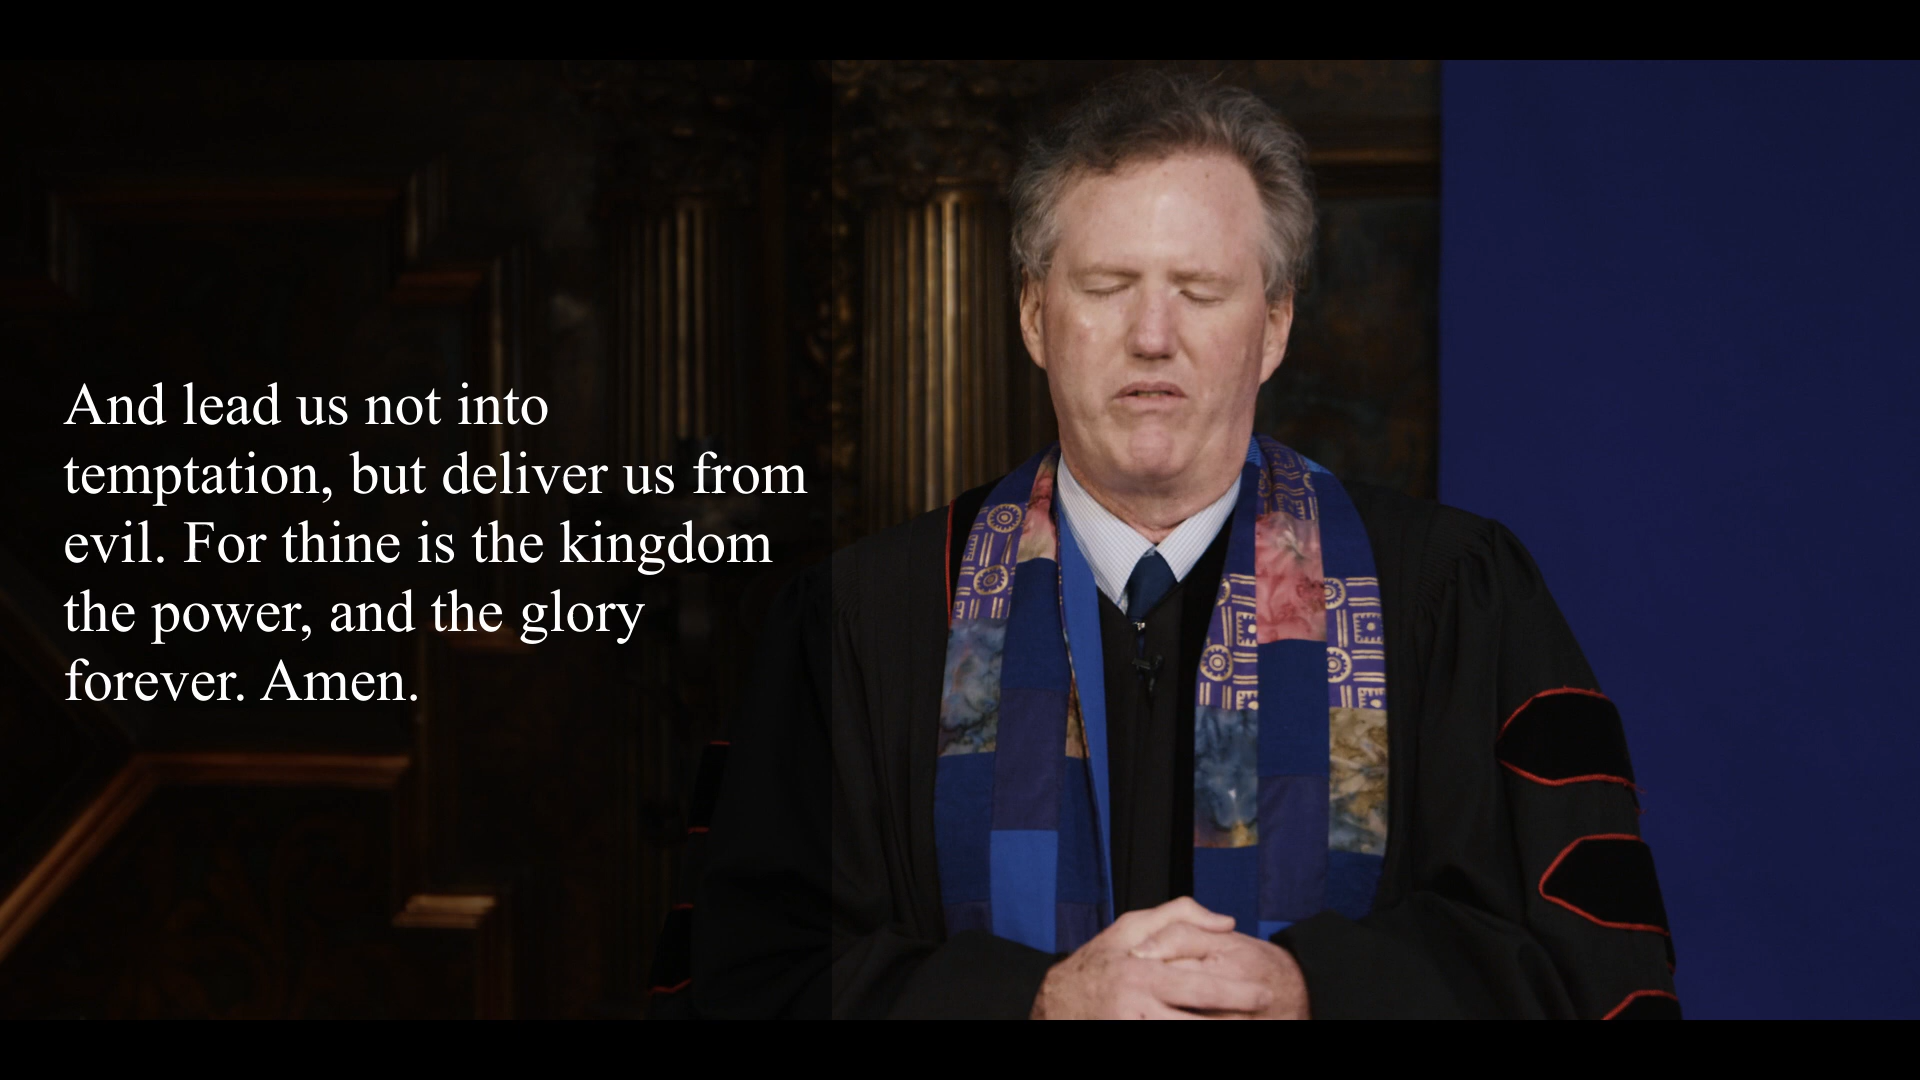 And lead us not into
temptation, but deliver us from
evil. For thine is the kingdom
the power, and the glory
forever. Amen.